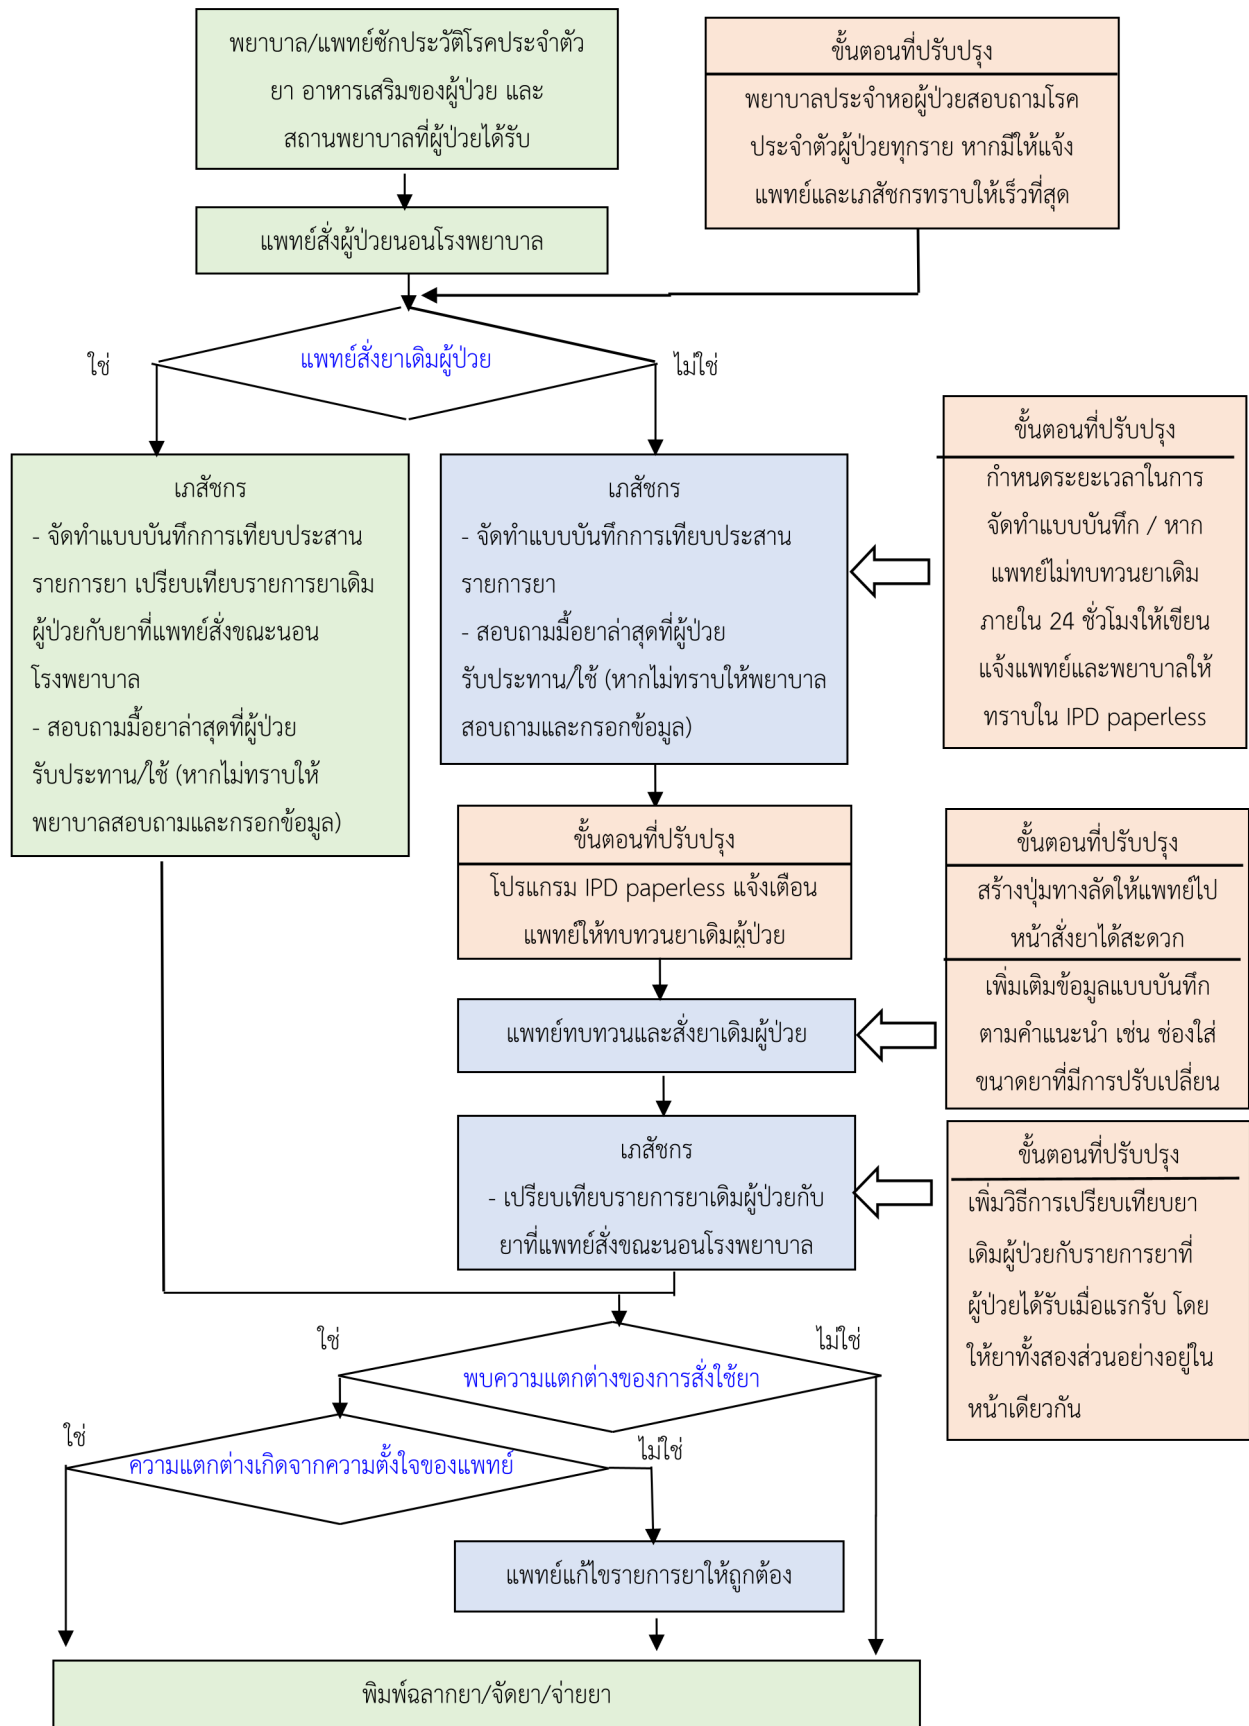 พยาบาล/แพทย์ซักประวัติโรคประจำตัว
ยา อาหารเสริมของผู้ป่วย และ
สถานพยาบาลที่ผู้ป่วยได้รับ
ขั้นตอนที่ปรับปรุง
พยาบาลประจำหอผู้ป่วยสอบถามโรค
ประจำตัวผู้ป่วยทุกราย หากมีให้แจ้ง
แพทย์และเภสัชกรทราบให้เร็วที่สุด
แพทย์สั่งผู้ป่วยนอนโรงพยาบาล
ใช่
แพทย์สั่งยาเดิมผู้ป่วย
ไม่ใช่
เภสัชกร
- จัดทำแบบบันทึกการเทียบประสาน
รายการยา เปรียบเทียบรายการยาเดิม
ผู้ป่วยกับยาที่แพทย์สั่งขณะนอน
โรงพยาบาล
- สอบถามมื้อยาล่าสุดที่ผู้ป่วย
รับประทาน/ใช้ (หากไม่ทราบให้
พยาบาลสอบถามและกรอกข้อมูล)
เภสัชกร
- จัดทำแบบบันทึกการเทียบประสาน
รายการยา
- สอบถามมื้อยาล่าสุดที่ผู้ป่วย
รับประทาน/ใช้ (หากไม่ทราบให้พยาบาล
สอบถามและกรอกข้อมูล)
ขั้นตอนที่ปรับปรุง
กำหนดระยะเวลาในการ
จัดทำแบบบันทึก / หาก
แพทย์ไม่ทบทวนยาเดิม
ภายใน 24 ชั่วโมงให้เขียน
แจ้งแพทย์และพยาบาลให้
ทราบใน IPD paperless
ขั้นตอนที่ปรับปรุง
โปรแกรม IPD paperless แจ้งเตือน
แพทย์ให้ทบทวนยาเดิมผู้ป่วย
ขั้นตอนที่ปรับปรุง
สร้างปุ่มทางลัดให้แพทย์ไป
หน้าสั่งยาได้สะดวก
เพิ่มเติมข้อมูลแบบบันทึก
ตามคำแนะนำ เช่น ช่องใส่
ขนาดยาที่มีการปรับเปลี่ยน
แพทย์ทบทวนและสั่งยาเดิมผู้ป่วย
เภสัชกร
- เปรียบเทียบรายการยาเดิมผู้ป่วยกับ
ยาที่แพทย์สั่งขณะนอนโรงพยาบาล
ขั้นตอนที่ปรับปรุง
เพิ่มวิธีการเปรียบเทียบยา
เดิมผู้ป่วยกับรายการยาที่
ผู้ป่วยได้รับเมื่อแรกรับ โดย
ให้ยาทั้งสองส่วนอย่างอยู่ใน
หน้าเดียวกัน
ใช่
พบความแตกต่างของการสั่งใช้ยา
ไม่ใช่
ใช่
ความแตกต่างเกิดจากความตั้งใจของแพทย์
ไม่ใช่
แพทย์แก้ไขรายการยาให้ถูกต้อง
พิมพ์ฉลากยา/จัดยา/จ่ายยา